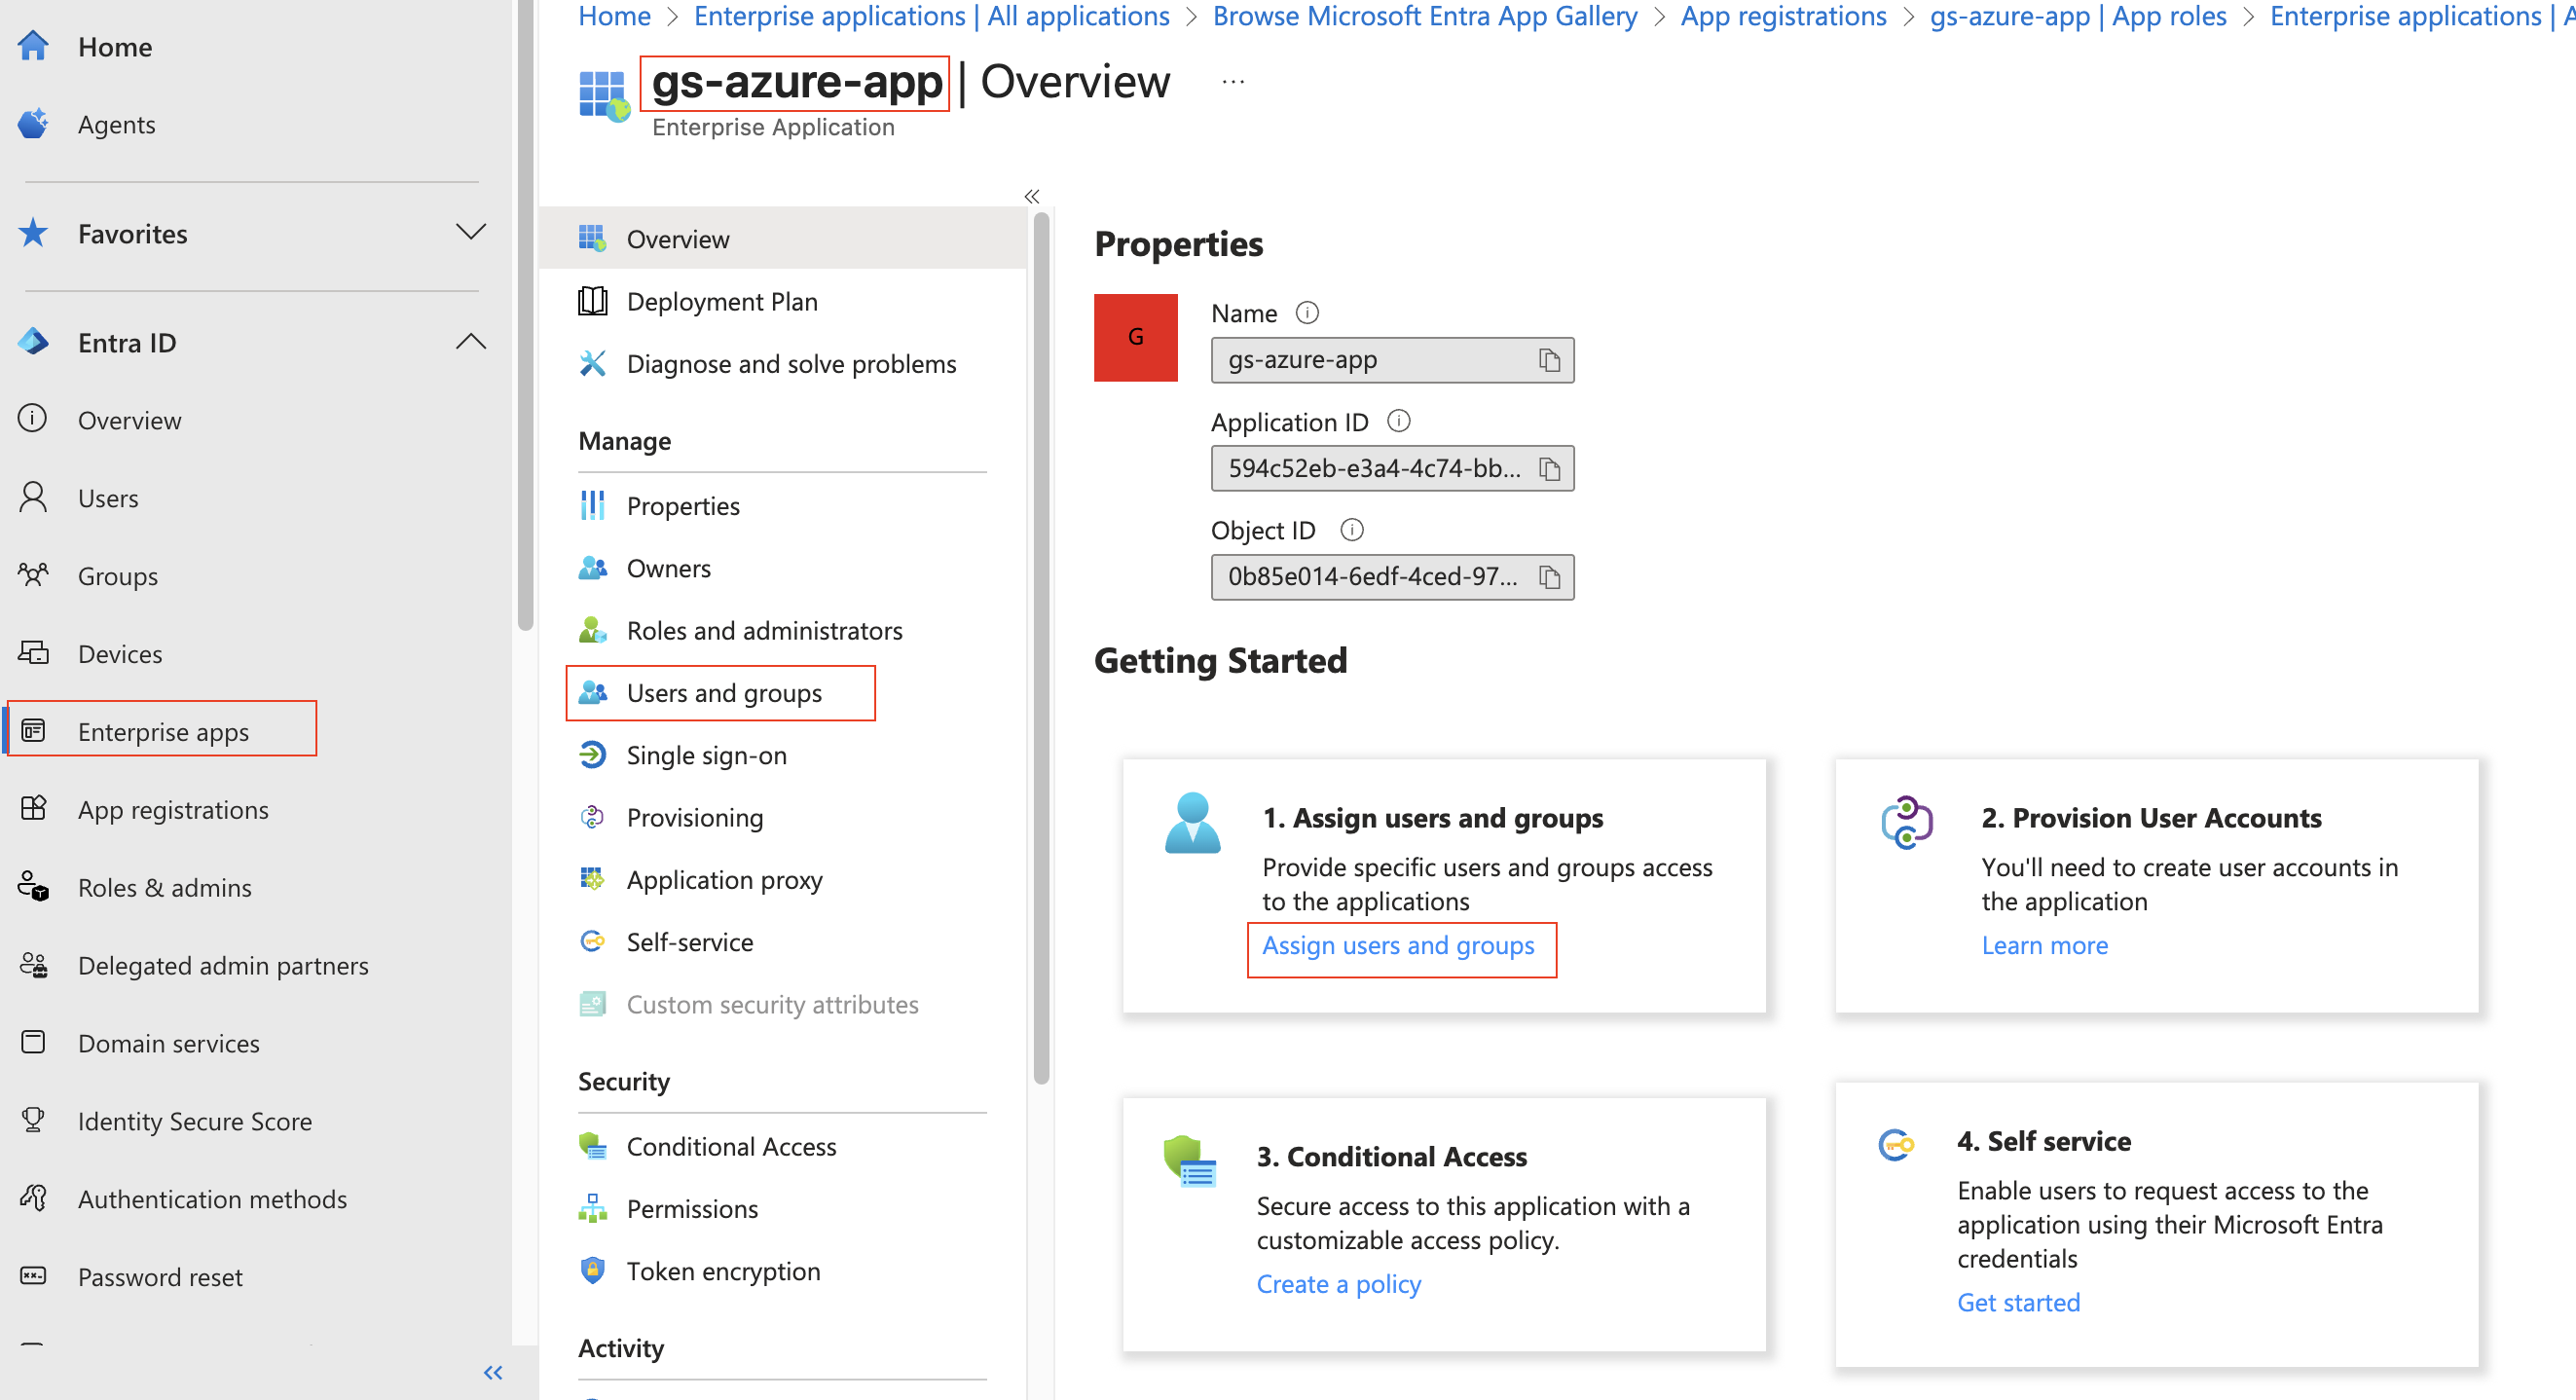 Home
Agents
Favorites
Entra ID
Overview
Users
Groups
Devices
Enterprise apps
App registrations
Roles & admins
Delegated admin partners
Domain services
Identity Secure Score
Authentication methods
Password reset
Home > Enterprise applications | All applications > Browse Microsoft Entra App Gallery > App registrations > gs-azure-app | App roles > Enterprise applications | A
gs-azure-app | Overview ...
Enterprise Application
Overview
Deployment Plan
Diagnose and solve problems
Manage
Properties
Owners
Roles and administrators
Users and groups
Single sign-on
Provisioning
Application proxy
Self-service
Custom security attributes
Security
Conditional Access
Permissions
Token encryption
Activity
Properties
G
Name
gs-azure-app
Application ID
594c52eb-e3a4-4c74-bb...
Object ID
0b85e014-6edf-4ced-97...
Getting Started
1. Assign users and groups
Provide specific users and groups access
to the applications
Assign users and groups
2. Provision User Accounts
You'll need to create user accounts in
the application
Learn more
3. Conditional Access
Secure access to this application with a
customizable access policy.
Create a policy
4. Self service
Enable users to request access to the
application using their Microsoft Entra
credentials
Get started